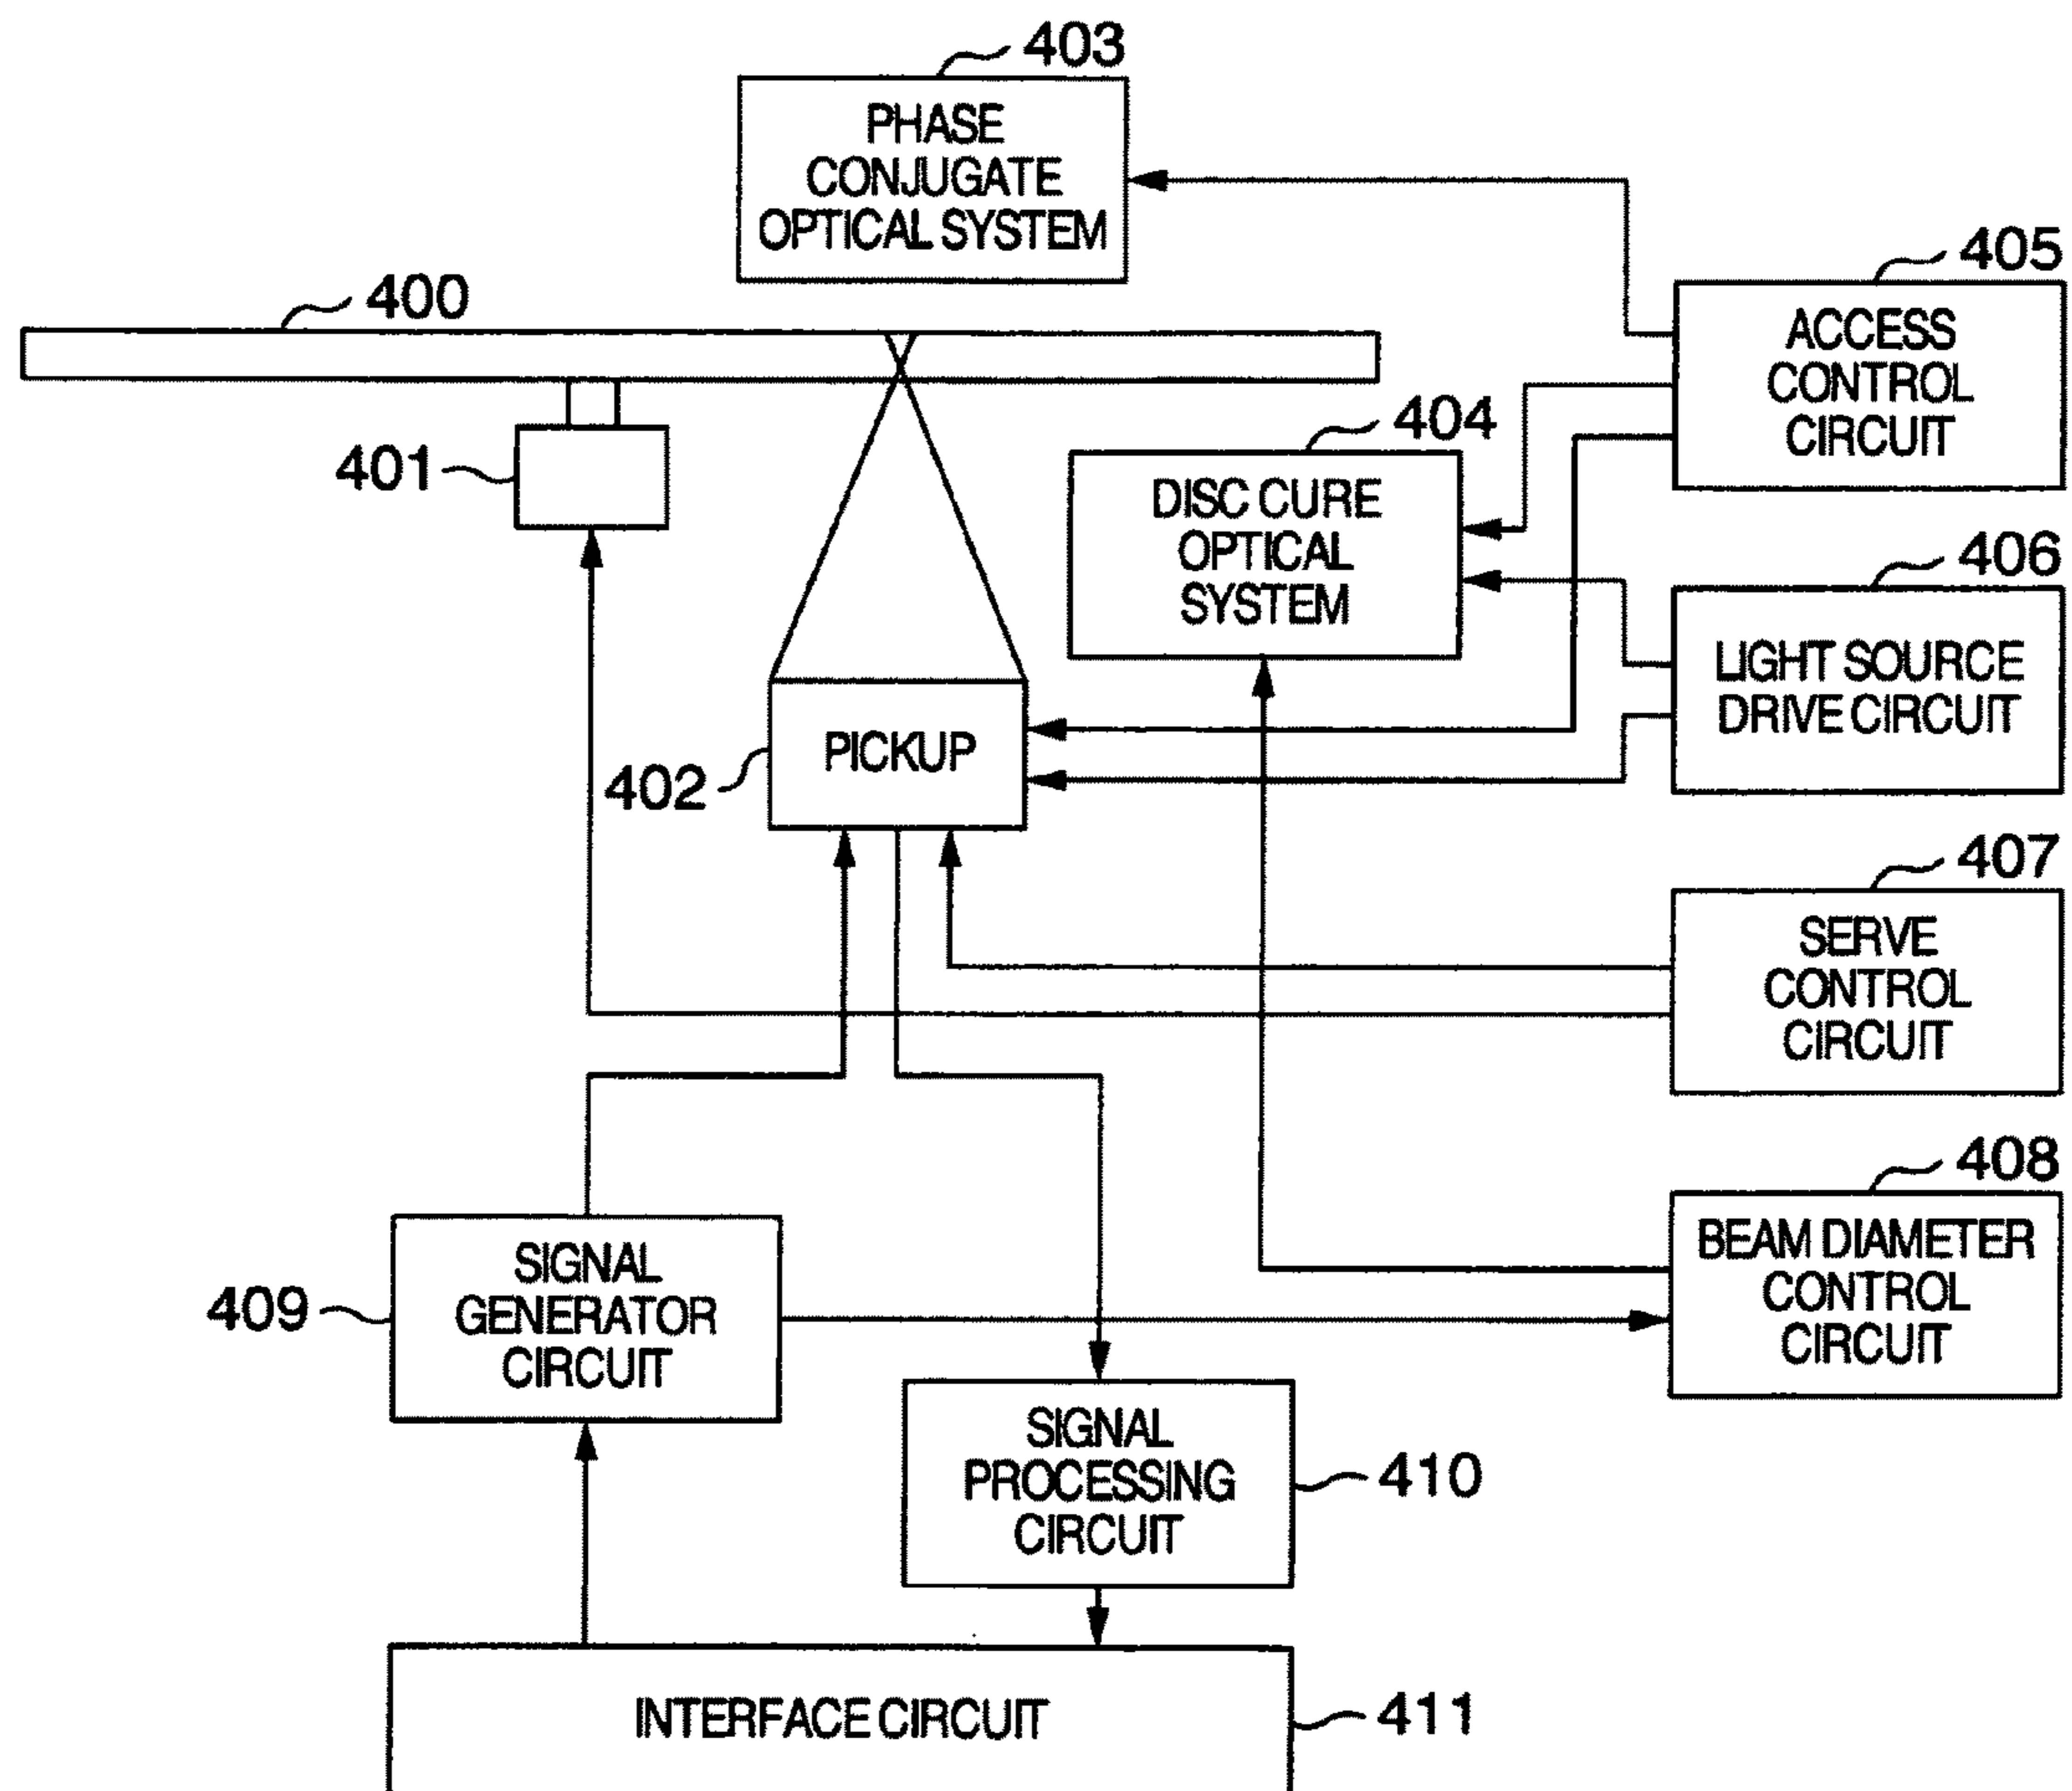 403
PHASE
CONJUGATE
OPTICAL SYSTEM
400
405
ACCESS
CONTROL
CIRCUIT
401
404
DISC CURE
OPTICAL
SYSTEM
406
LIGHT SOURCE
DRIVE CIRCUIT
402
PICKUP
407
SERVE
CONTROL
CIRCUIT
408
BEAM DIAMETER
CONTROL
CIRCUIT
409
SIGNAL
GENERATOR
CIRCUIT
SIGNAL
PROCESSING
CIRCUIT
410
INTERFACE CIRCUIT
411